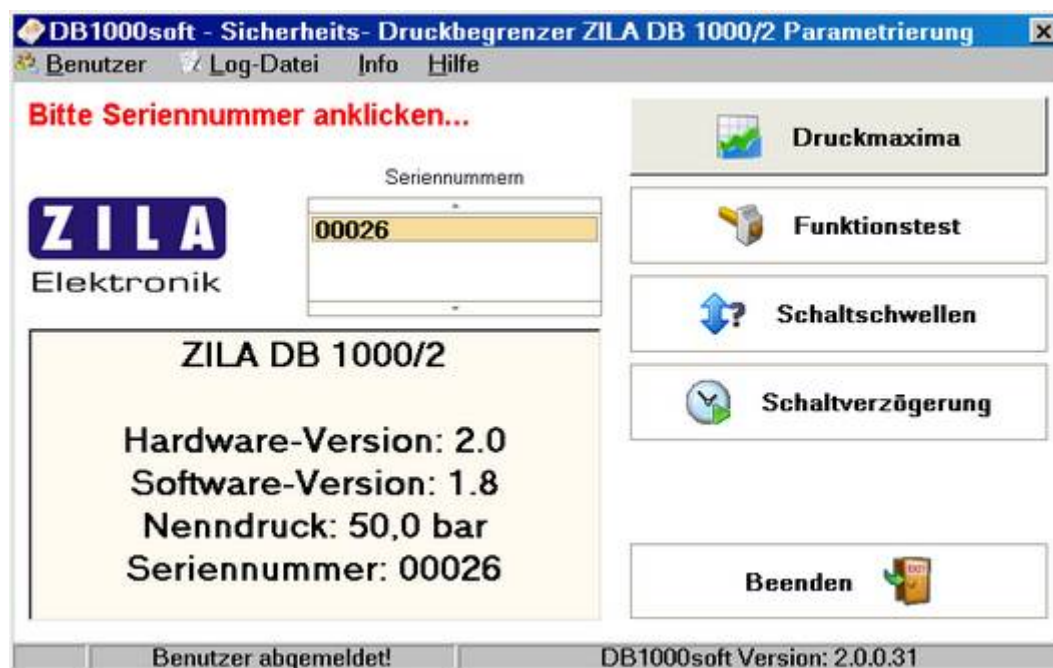 DB1000soft - Sicherheits- Druckbegrenzer ZILA DB 1000/2 Parametrierung
Benutzer Log-Datei Info Hilfe
Bitte Seriennummer anklicken...
Seriennummern
00026
ZILA
Elektronik
ZILA DB 1000/2
Hardware-Version: 2.0
Software-Version: 1.8
Nenndruck: 50,0 bar
Seriennummer: 00026
Druckmaxima
Funktionstest
Schaltschwellen
Schaltverzögerung
Beenden
EXIT
Benutzer abgemeldet!
DB1000soft Version: 2.0.0.31